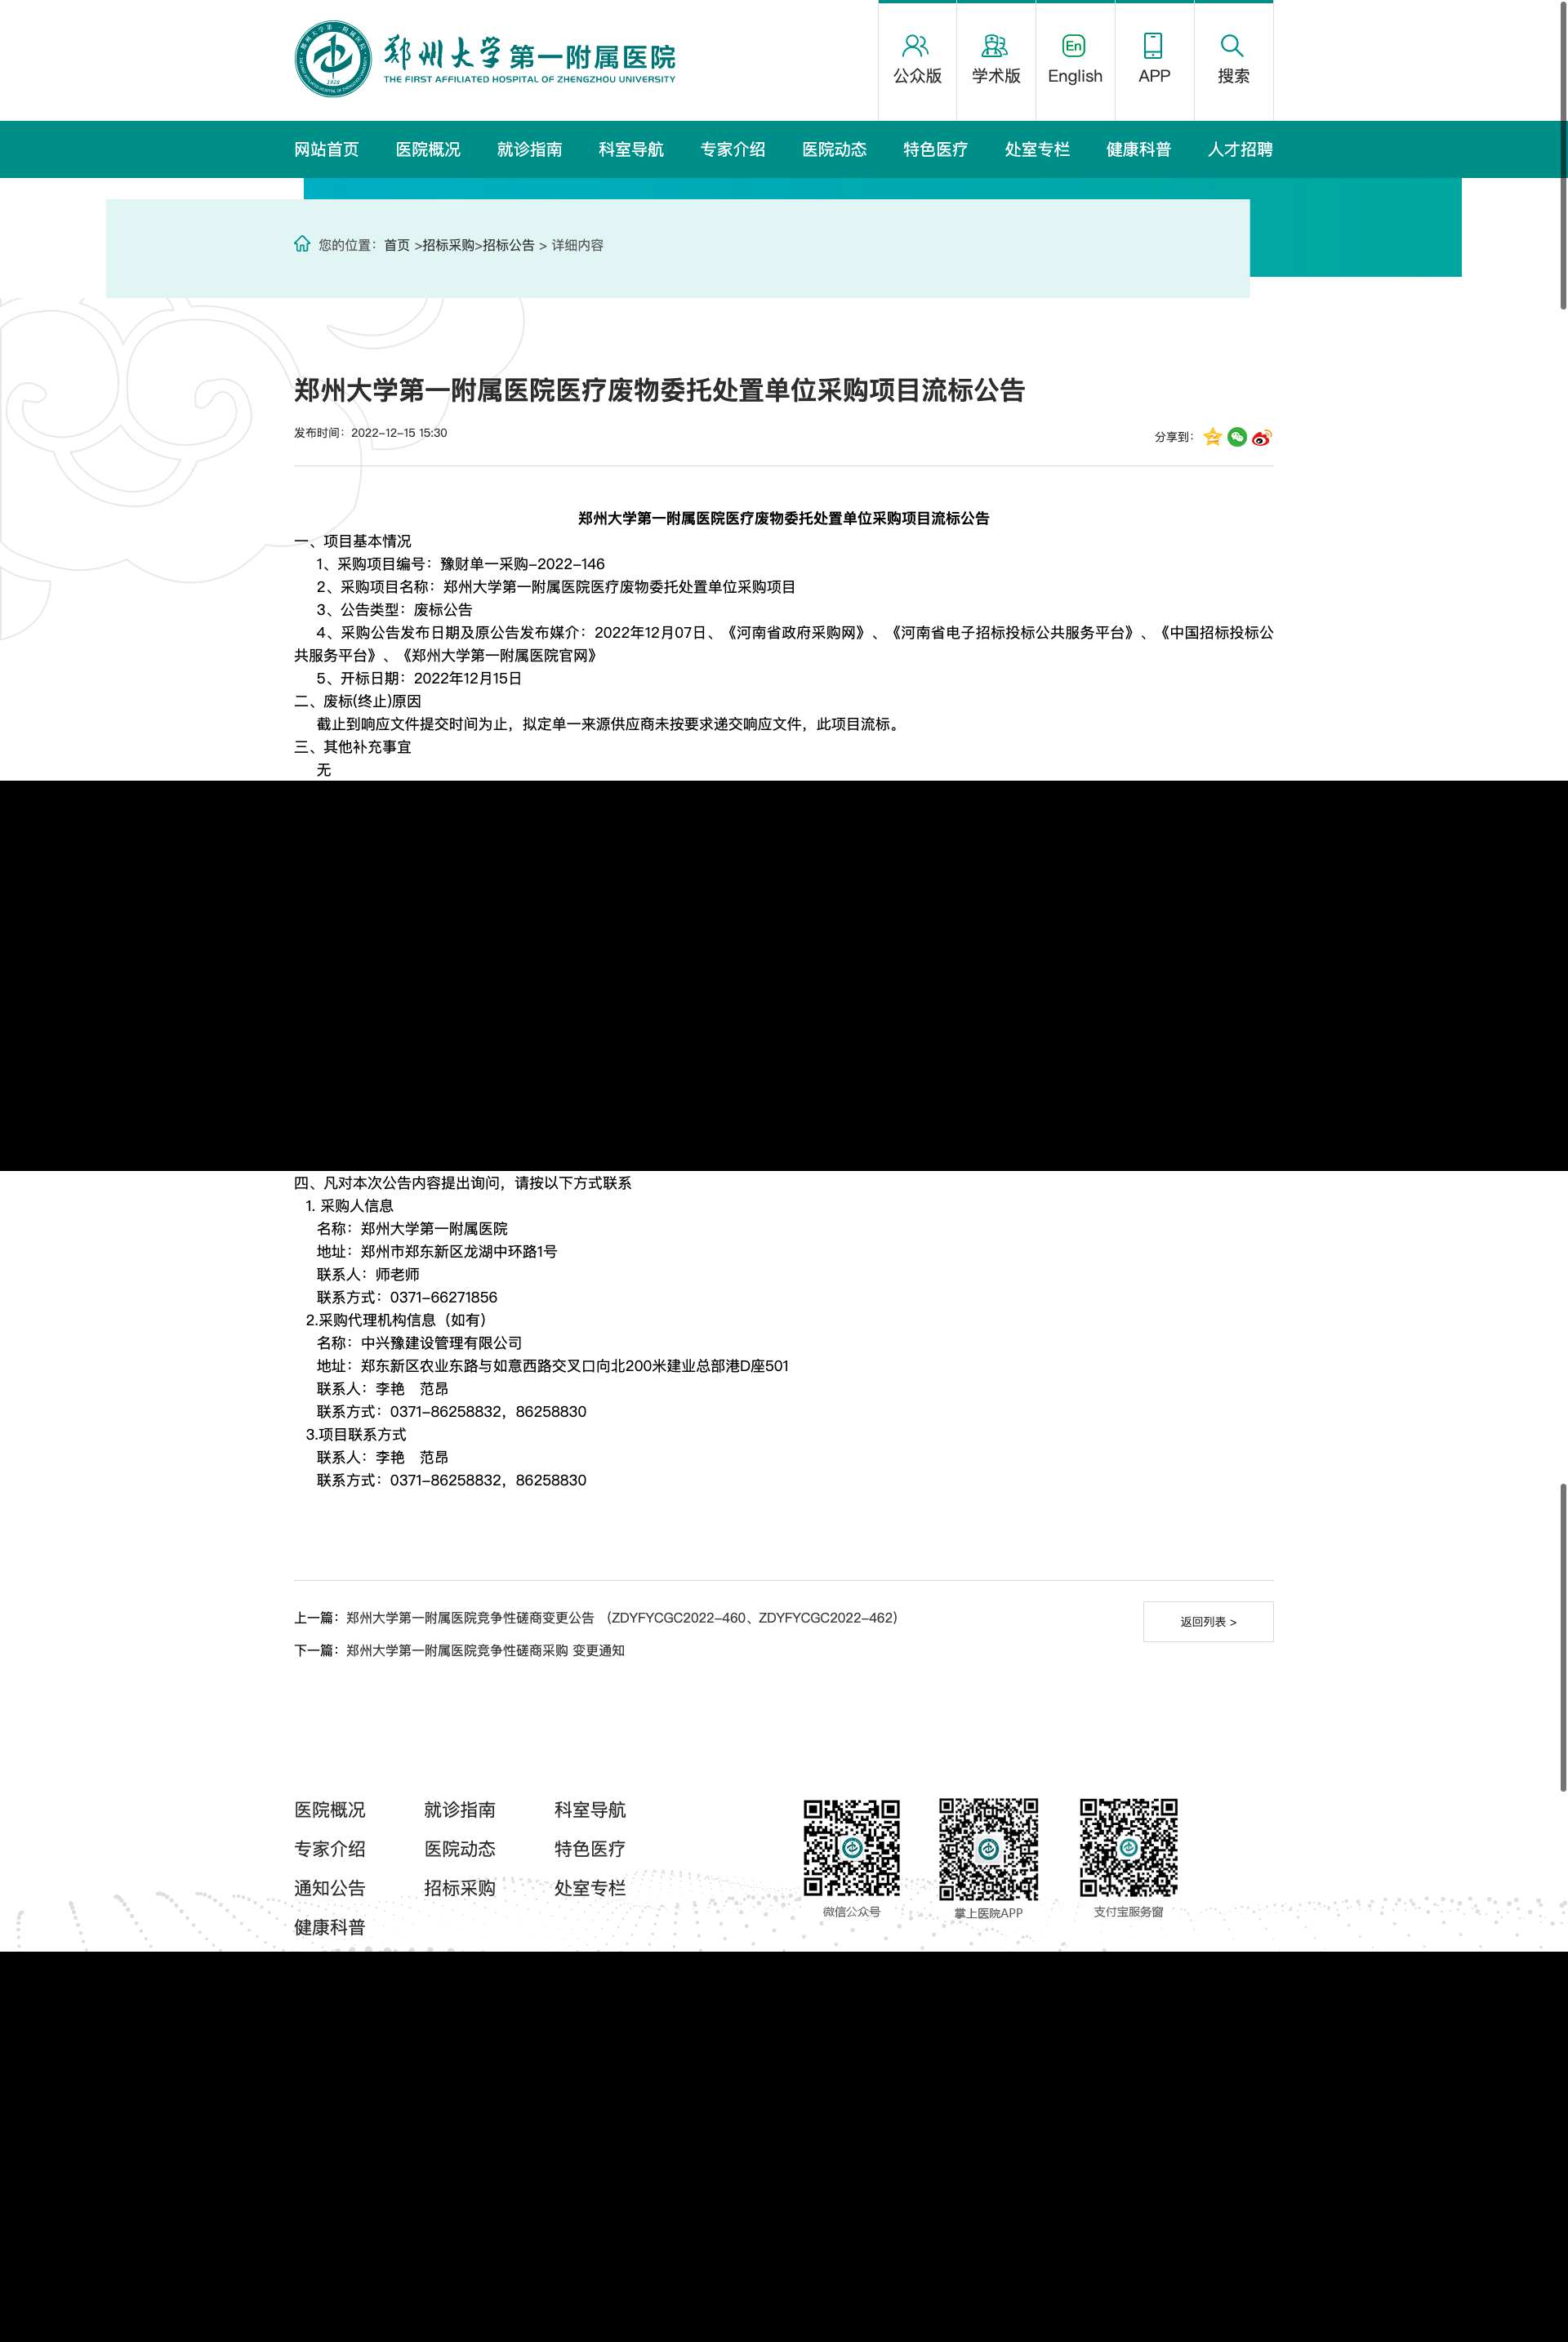 郑州大学第一附属医院
THE FIRST AFFILIATED HOSPITAL OF ZHENGZHOU UNIVERSITY
1928
公众版
学术版
En
English
APP
搜索
网站首页 医院概况 就诊指南 科室导航 专家介绍 医院动态 特色医疗 处室专栏 健康科普 人才招聘
您的位置：首页 >招标采购>招标公告 > 详细内容
郑州大学第一附属医院医疗废物委托处置单位采购项目流标公告
发布时间：2022-12-15 15:30
分享到：
郑州大学第一附属医院医疗废物委托处置单位采购项目流标公告
一、项目基本情况
1、采购项目编号：豫财单一采购-2022-146
2、采购项目名称：郑州大学第一附属医院医疗废物委托处置单位采购项目
3、公告类型：废标公告
4、采购公告发布日期及原公告发布媒介：2022年12月07日、《河南省政府采购网》、《河南省电子招标投标公共服务平台》、《中国招标投标公
共服务平台》、《郑州大学第一附属医院官网》
5、开标日期：2022年12月15日
二、废标(终止)原因
截止到响应文件提交时间为止，拟定单一来源供应商未按要求递交响应文件，此项目流标。
三、其他补充事宜
无
四、凡对本次公告内容提出询问，请按以下方式联系
1. 采购人信息
名称：郑州大学第一附属医院
地址：郑州市郑东新区龙湖中环路1号
联系人：师老师
联系方式：0371-66271856
2.采购代理机构信息（如有）
名称：中兴豫建设管理有限公司
地址：郑东新区农业东路与如意西路交叉口向北200米建业总部港D座501
联系人：李艳　范昂
联系方式：0371-86258832，86258830
3.项目联系方式
联系人：李艳　范昂
联系方式：0371-86258832，86258830
上一篇：郑州大学第一附属医院竞争性磋商变更公告 （ZDYFYCGC2022-460、ZDYFYCGC2022-462）
返回列表 >
下一篇：郑州大学第一附属医院竞争性磋商采购 变更通知
医院概况 就诊指南 科室导航
专家介绍 医院动态 特色医疗
通知公告 招标采购 处室专栏
健康科普
微信公众号
掌上医院APP
支付宝服务窗